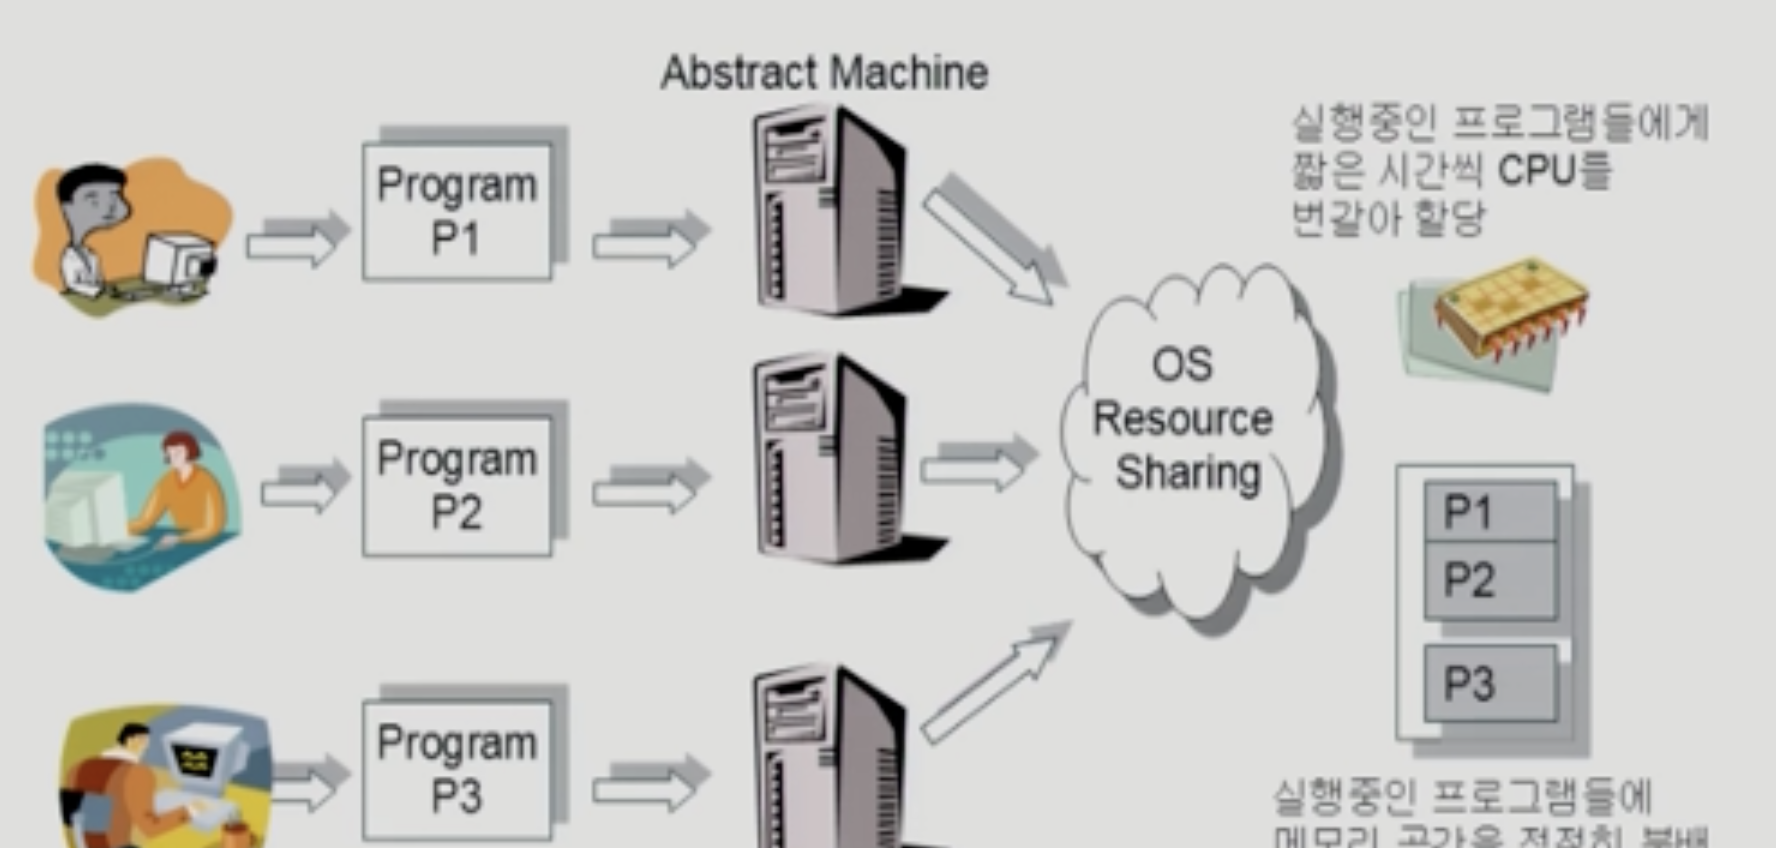 Abstract Machine
실행중인 프로그램들에게
짧은 시간씩 CPU를
번갈아 할당
Program
P1
OS
Resource
Sharing
Program
P2
P1
P2
P3
Program
P3
실행중인 프로그램들에
메모리 공간을 적절히 분배